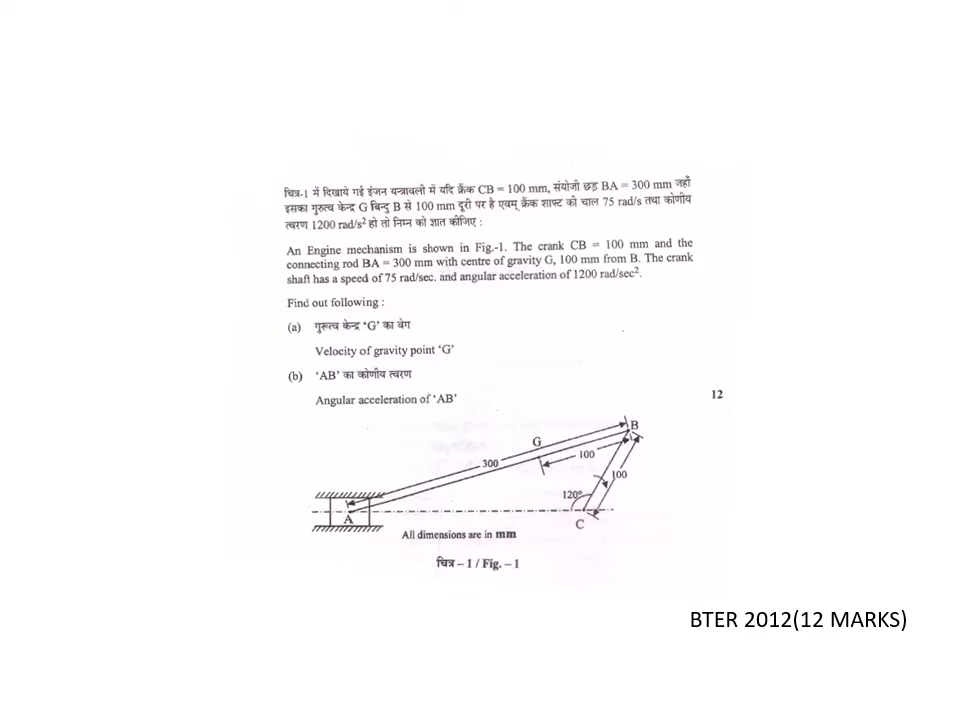 चित्र-1 में दिखाये गई इंजन यन्त्रावली में यदि क्रैंक CB = 100 mm, संयोजी छड़ BA = 300 mm जहाँ
इसका गुरुत्व केन्द्र G बिन्दु B से 100 mm दूरी पर है एवम् क्रैंक शाफ्ट की चाल 75 rad/s तथा कोणीय
त्वरण 1200 rad/s² हो तो निम्न को ज्ञात कीजिए :
An Engine mechanism is shown in Fig.-1. The crank CB = 100 mm and the
connecting rod BA = 300 mm with centre of gravity G, 100 mm from B. The crank
shaft has a speed of 75 rad/sec. and angular acceleration of 1200 rad/sec².
Find out following :
(a) गुरूत्व केन्द्र 'G' का वेग
Velocity of gravity point 'G'
(b) 'AB' का कोणीय त्वरण
Angular acceleration of 'AB'
12
B
G
100
300
100
120°
A
C
All dimensions are in mm
चित्र – 1 / Fig. – 1
BTER 2012(12 MARKS)